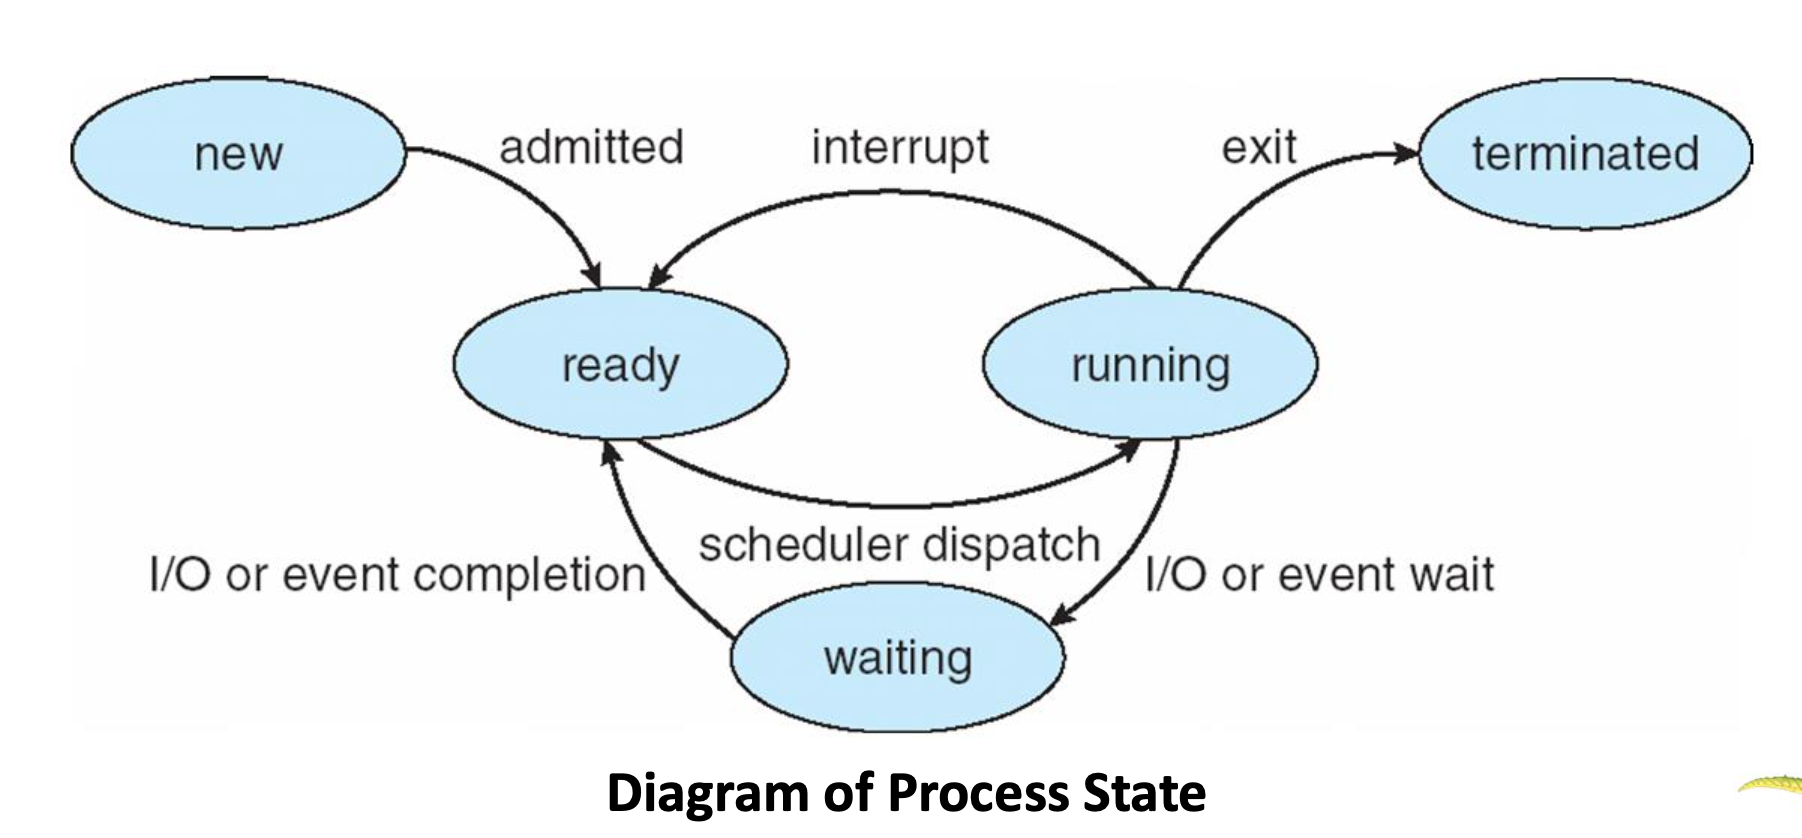 new
admitted
interrupt
exit
terminated
ready
running
scheduler dispatch
I/O or event completion
I/O or event wait
waiting
Diagram of Process State